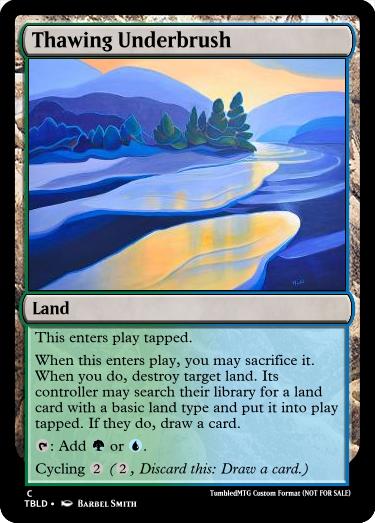 Thawing Underbrush
Land
This enters play tapped.
When this enters play, you may sacrifice it.
When you do, destroy target land. Its
controller may search their library for a land
card with a basic land type and put it into play
tapped. If they do, draw a card.
: Add or .
Cycling 2 (2, Discard this: Draw a card.)
C
TBLD • Barbel Smith
TumbledMTG Custom Format (NOT FOR SALE)